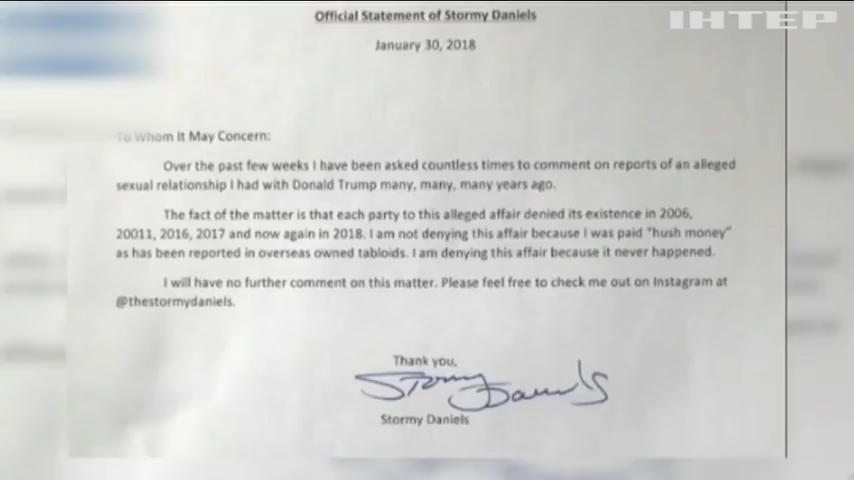 ІНТЕР
Official Statement of Stormy Daniels
January 30, 2018
To Whom It May Concern:
Over the past few weeks I have been asked countless times to comment on reports of an alleged
sexual relationship I had with Donald Trump many, many, many years ago.
The fact of the matter is that each party to this alleged affair denied its existence in 2006,
20011, 2016, 2017 and now again in 2018. I am not denying this affair because I was paid "hush money"
as has been reported in overseas owned tabloids. I am denying this affair because it never happened.
I will have no further comment on this matter. Please feel free to check me out on Instagram at
@thestormydaniels.
Thank you,
Stormy Daniels
Stormy Daniels